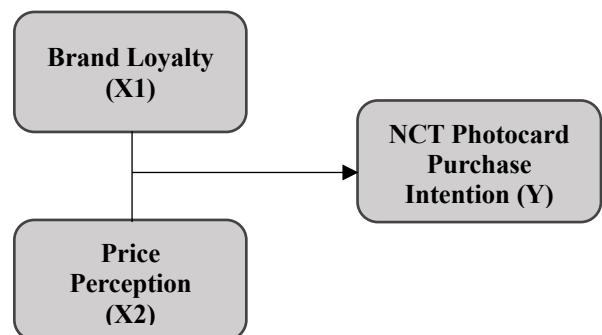 Brand Loyalty
(X1)
NCT Photocard
Purchase
Intention (Y)
Price
Perception
(X2)